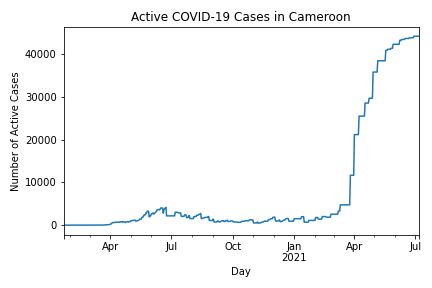 Active COVID-19 Cases in Cameroon
Number of Active Cases
40000
30000
20000
10000
0
Apr Jul Oct Jan Apr Jul
2021
Day